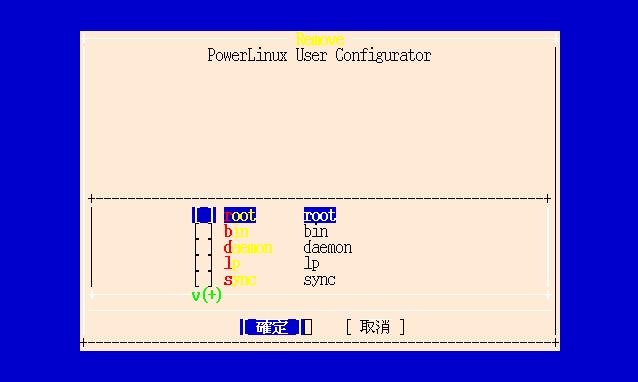 Remove
PowerLinux User Configurator
[ ] root root
[ ] bin bin
[ ] daemon daemon
[ ] lp lp
[ ] sync sync
v(+)
[ 確定 ] [ 取消 ]